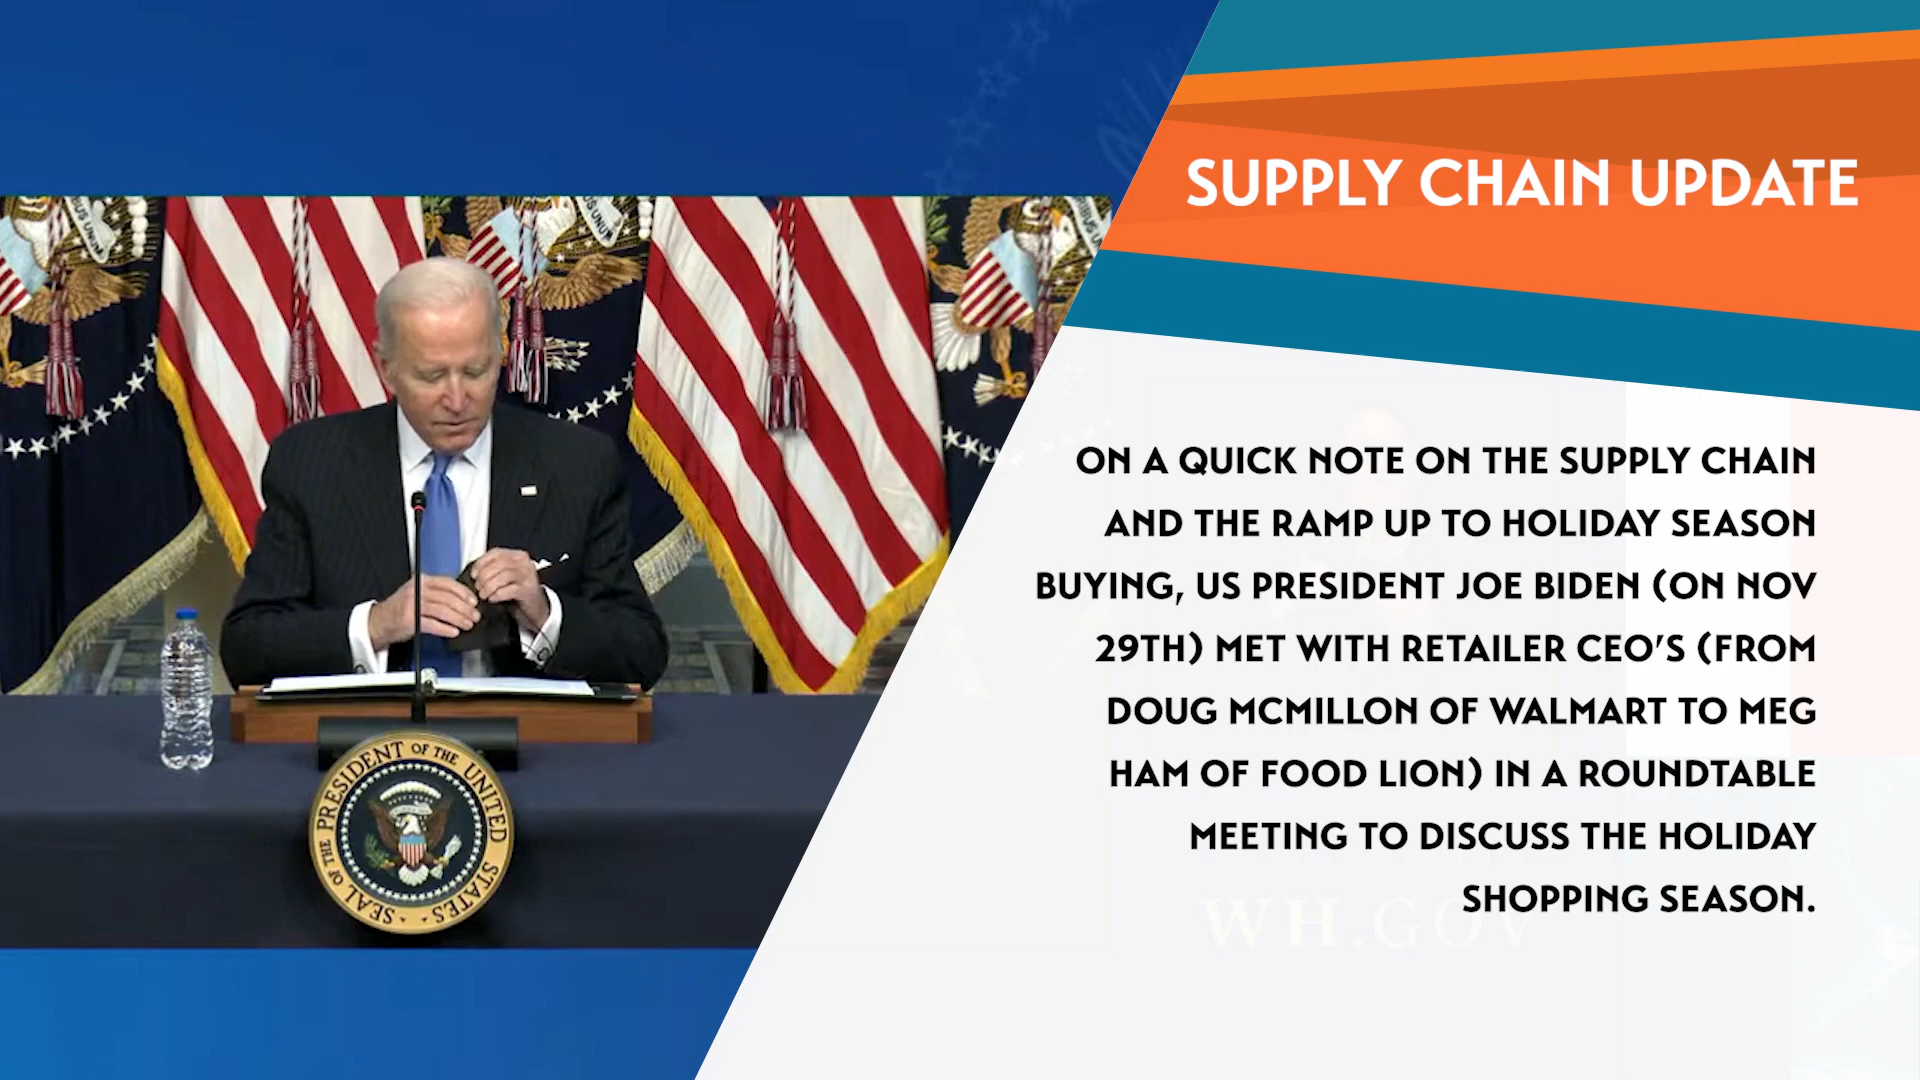 SUPPLY CHAIN UPDATE
ON A QUICK NOTE ON THE SUPPLY CHAIN
AND THE RAMP UP TO HOLIDAY SEASON
BUYING, US PRESIDENT JOE BIDEN (ON NOV
29TH) MET WITH RETAILER CEO'S (FROM
DOUG MCMILLON OF WALMART TO MEG
HAM OF FOOD LION) IN A ROUNDTABLE
MEETING TO DISCUSS THE HOLIDAY
SHOPPING SEASON.
WH.GOV
SEAL OF THE PRESIDENT OF THE UNITED STATES